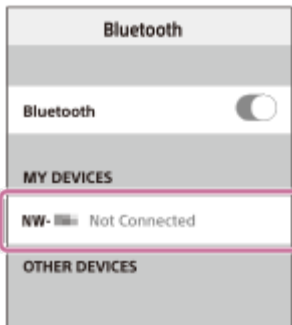 Bluetooth
Bluetooth
MY DEVICES
NW- Not Connected
OTHER DEVICES